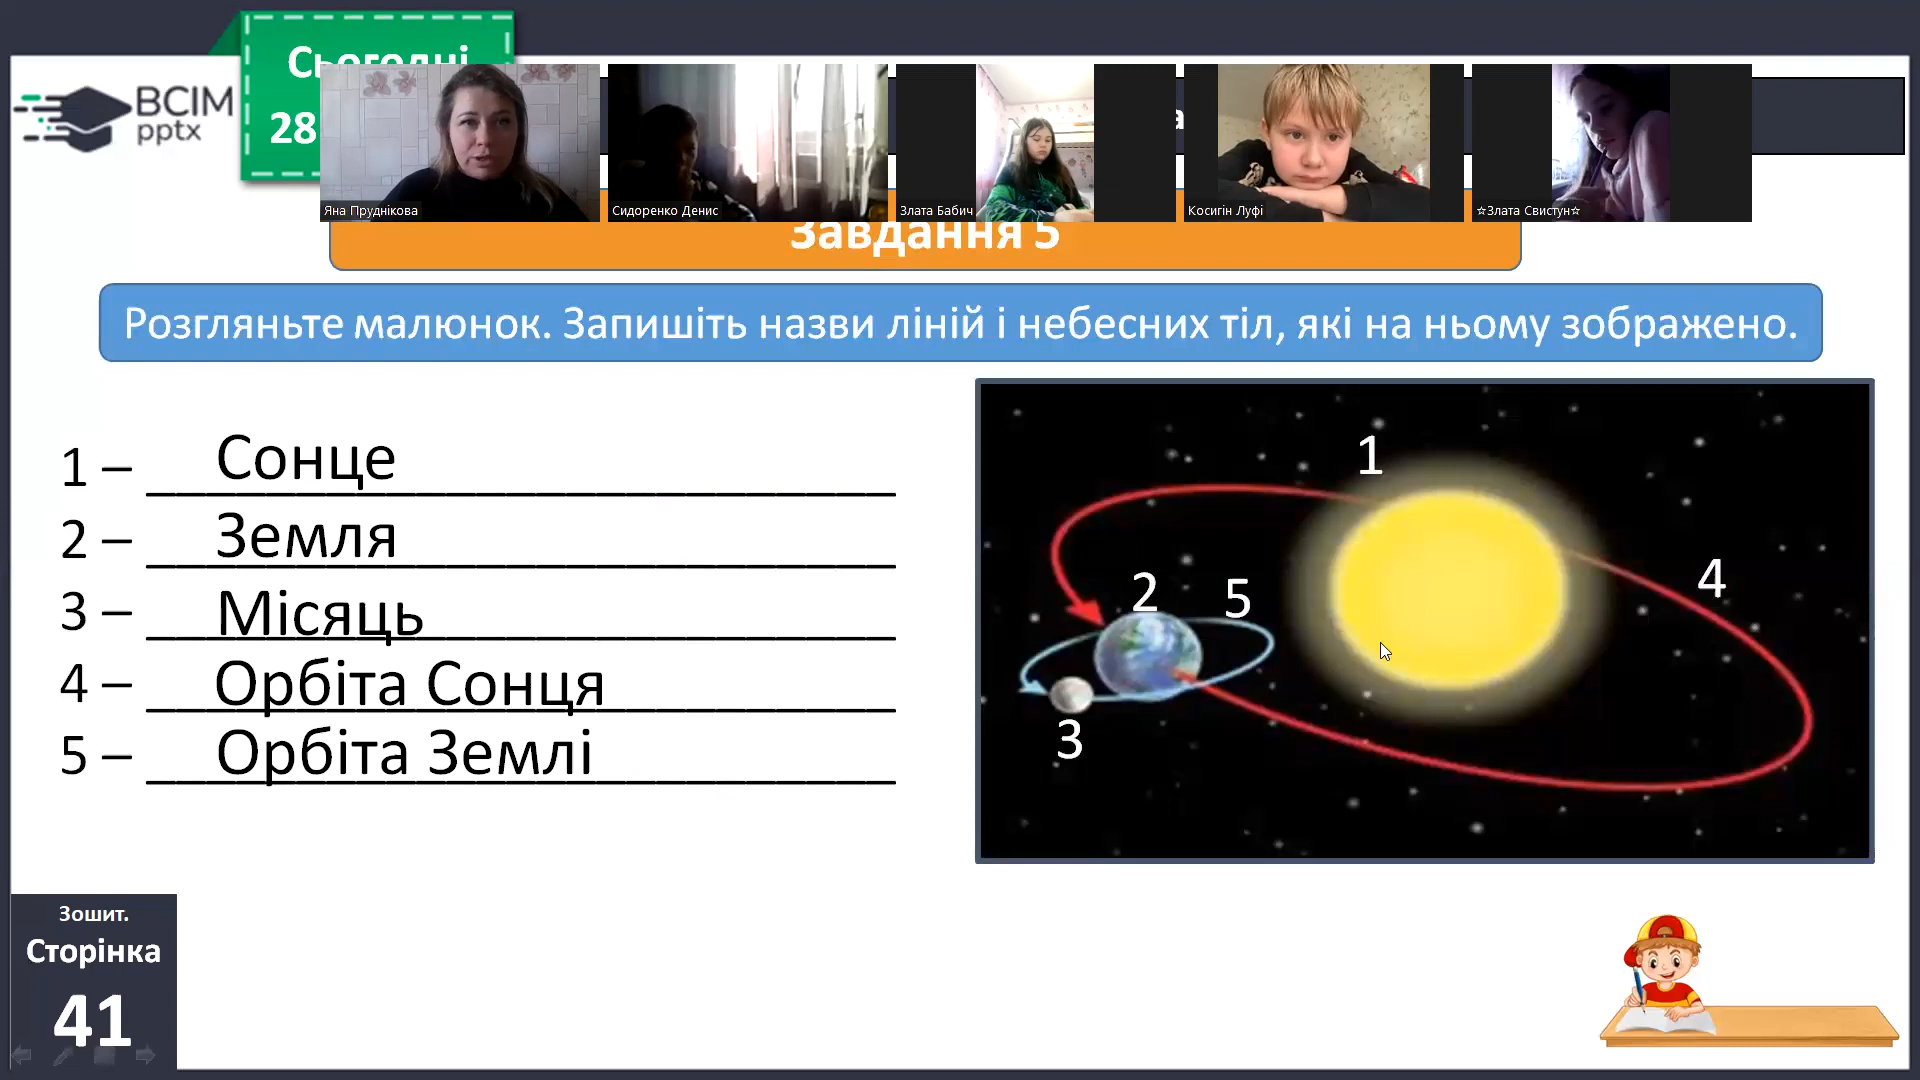 Сьогодні
28
ВСІМ
pptx
Яна Пруднікова
Сидоренко Денис
Злата Бабич
Косигін Луфі
☆Злата Свистун☆
Завдання 5
Розгляньте малюнок. Запишіть назви ліній і небесних тіл, які на ньому зображено.
1 – Сонце
2 – Земля
3 – Місяць
4 – Орбіта Сонця
5 – Орбіта Землі
1
2
5
4
3
Зошит.
Сторінка
41